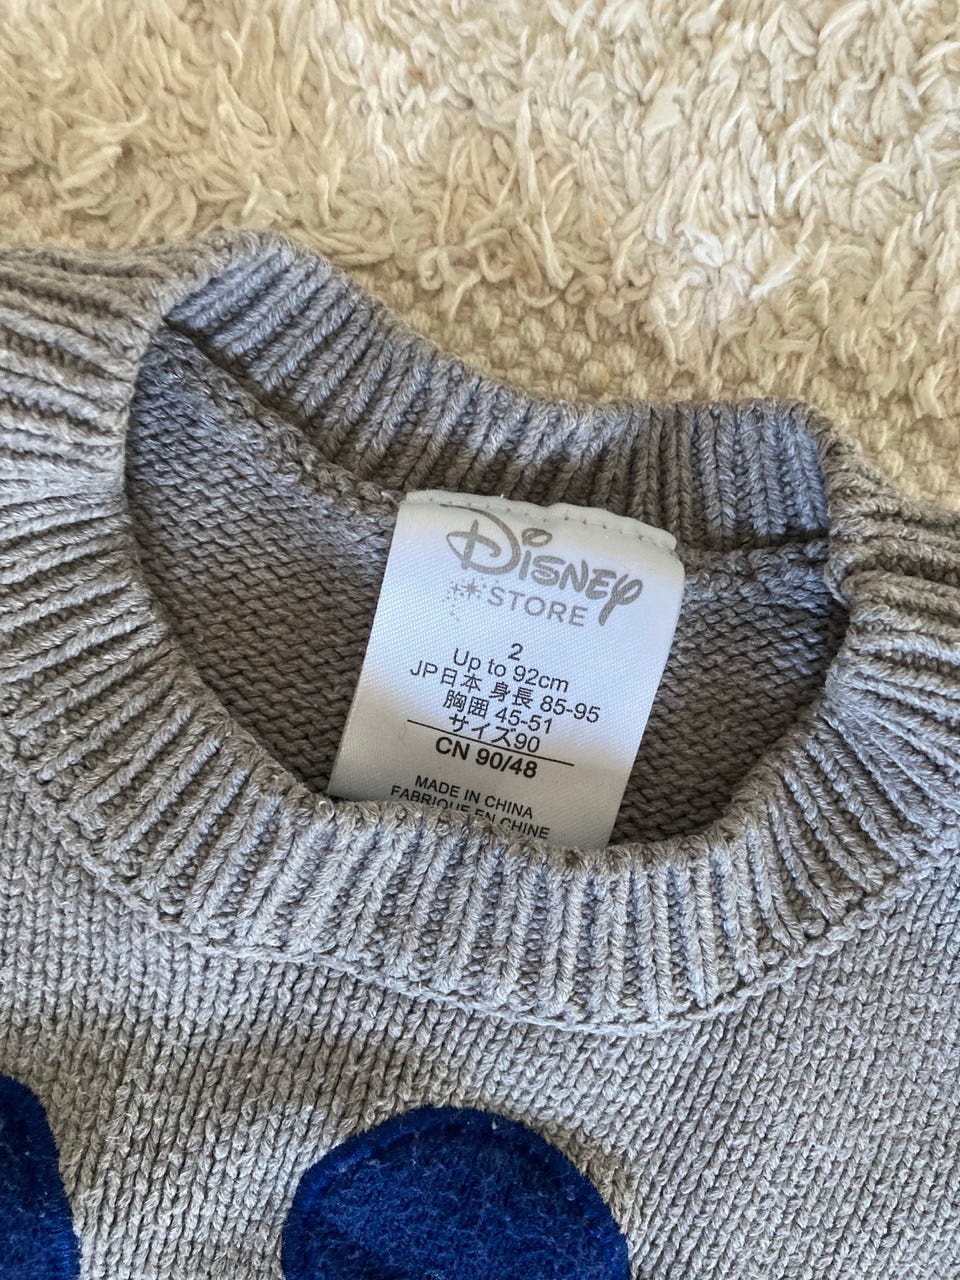 Disney
STORE
2
Up to 92cm
JP日本 身長 85-95
胸囲 45-51
サイズ90
CN 90/48
MADE IN CHINA
FABRIQUE EN CHINE